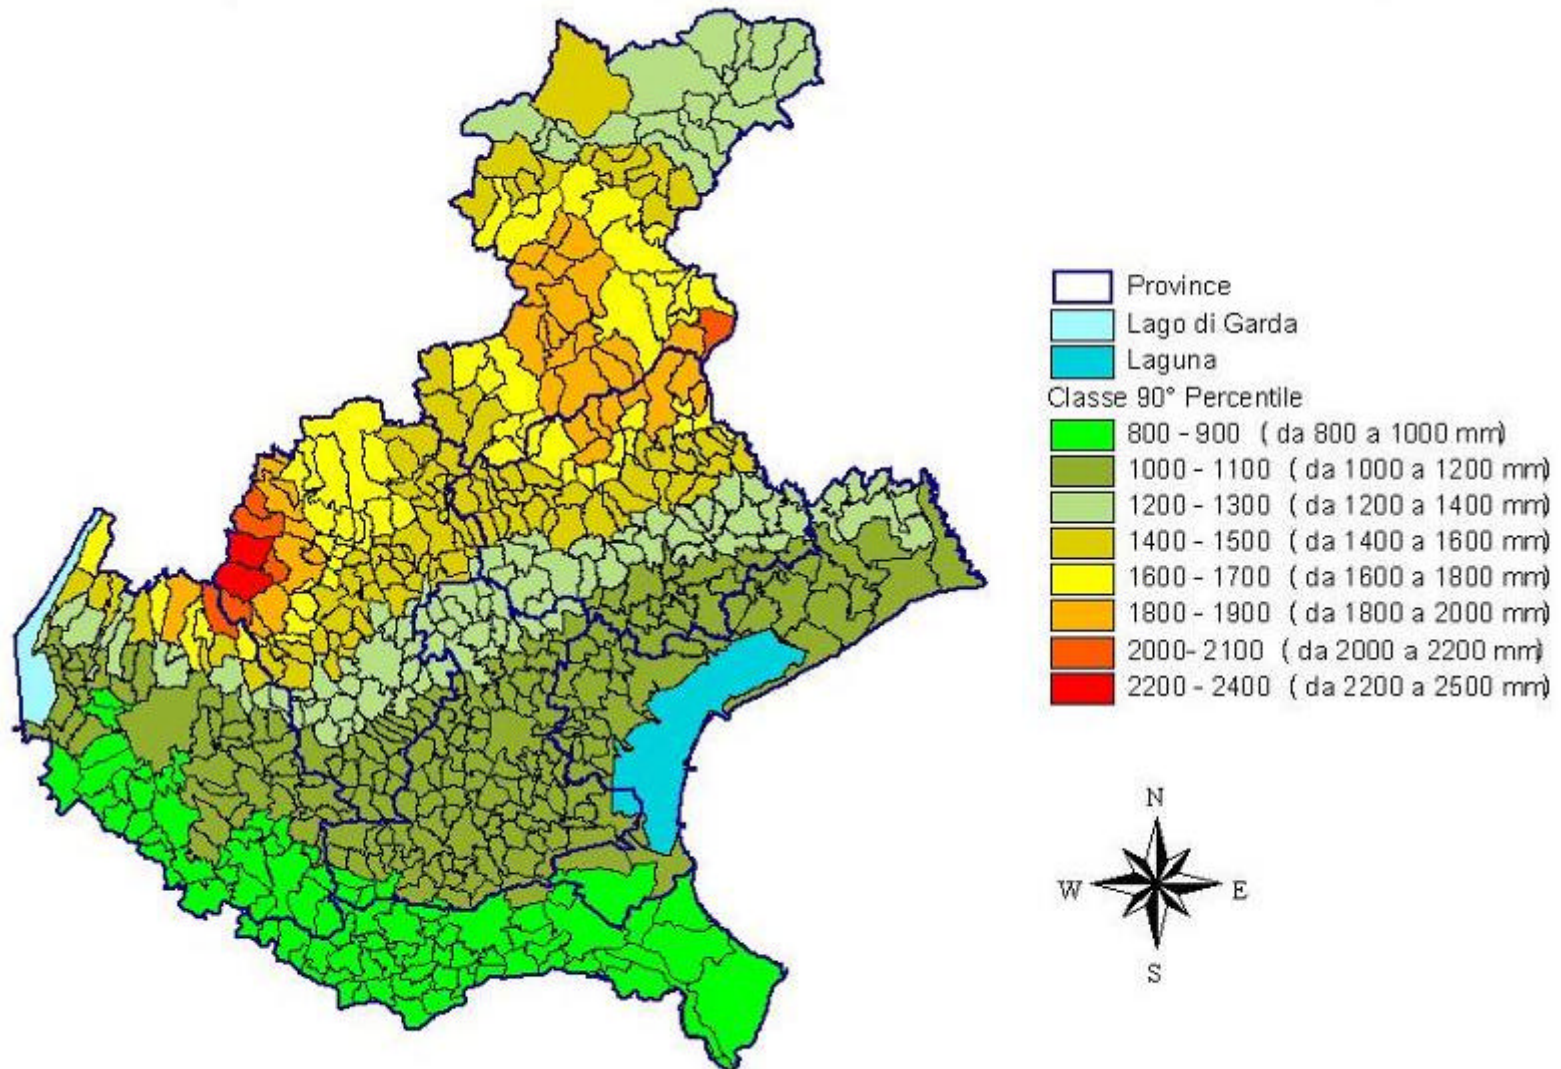 Province
Lago di Garda
Laguna
Classe 90° Percentile
800 - 900 ( da 800 a 1000 mm)
1000 - 1100 ( da 1000 a 1200 mm)
1200 - 1300 ( da 1200 a 1400 mm)
1400 - 1500 ( da 1400 a 1600 mm)
1600 - 1700 ( da 1600 a 1800 mm)
1800 - 1900 ( da 1800 a 2000 mm)
2000- 2100 ( da 2000 a 2200 mm)
2200 - 2400 ( da 2200 a 2500 mm)
N
W E
S